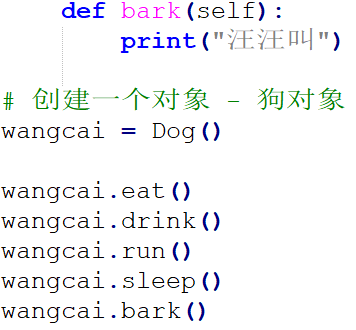 def bark(self):
print("汪汪叫")
# 创建一个对象 - 狗对象
wangcai = Dog()
wangcai.eat()
wangcai.drink()
wangcai.run()
wangcai.sleep()
wangcai.bark()